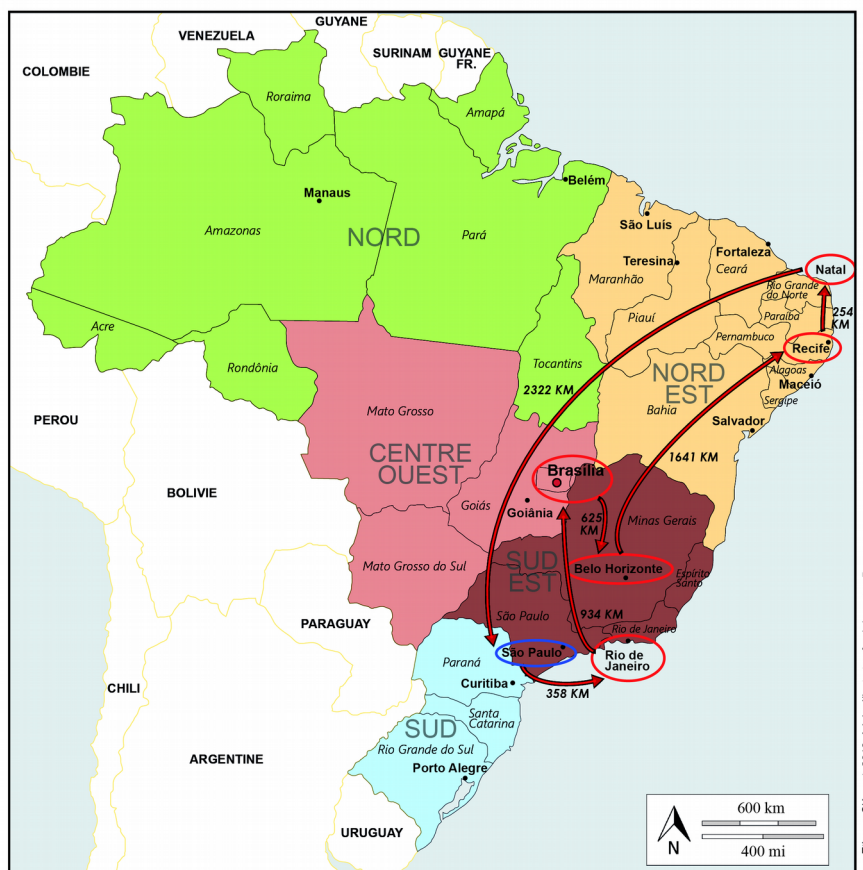 GUYANE
VENEZUELA
SURINAM
GUYANE
FR.
COLOMBIE
Roraima
Amapá
Belém
Manaus
São Luís
Amazonas
NORD
Pará
Fortaleza
Teresina
Ceará
Natal
Maranhão
Rio Grande
do Norte
254
KM
Piauí
Paraíba
Acre
Pernambuco
Recife
Rondônia
Tocantins
NORD
EST
Alagoas
Maceió
2322 KM
Sergipe
Mato Grosso
Bahia
PEROU
Salvador
CENTRE
OUEST
1641 KM
Brasília
BOLIVIE
Goiás
Goiânia
625
KM
Minas Gerais
Mato Grosso do Sul
SUD
EST
Belo Horizonte
Espírito
Santo
São Paulo
934 KM
PARAGUAY
Rio de Janeiro
São Paulo
Rio de
Janeiro
Paraná
Curitiba
CHILI
358 KM
Santa
Catarina
SUD
Rio Grande do Sul
ARGENTINE
Porto Alegre
URUGUAY
600 km
N
400 mi